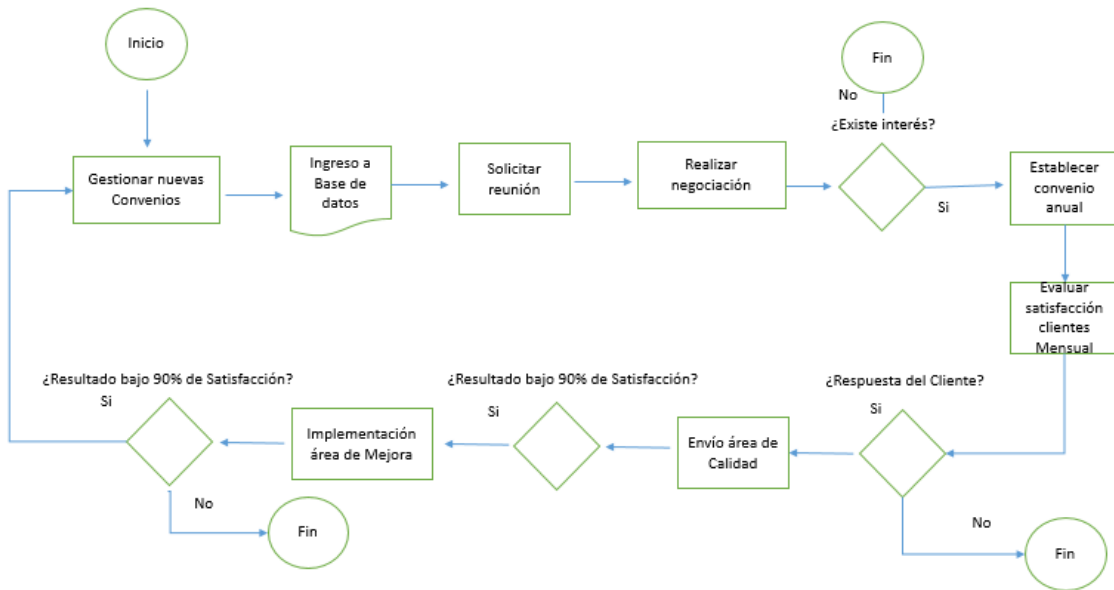 Inicio
Fin
No
¿Existe interés?
Gestionar nuevas
Convenios
Ingreso a
Base de
datos
Solicitar
reunión
Realizar
negociación
Si
Establecer
convenio
anual
Evaluar
satisfacción
clientes
Mensual
¿Resultado bajo 90% de Satisfacción?
Si
¿Resultado bajo 90% de Satisfacción?
Si
¿Respuesta del Cliente?
Si
Implementación
área de Mejora
Envío área de
Calidad
No
Fin
No
Fin